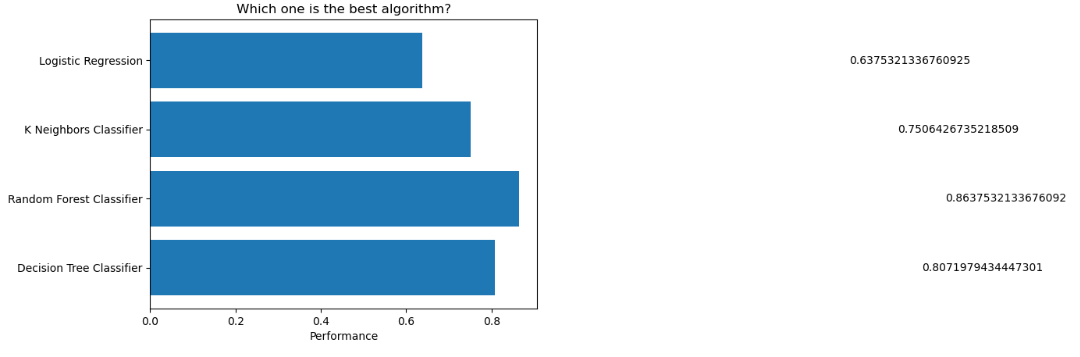 Which one is the best algorithm?
Logistic Regression
0.6375321336760925
K Neighbors Classifier
0.7506426735218509
Random Forest Classifier
0.8637532133676092
Decision Tree Classifier
0.8071979434447301
0.0 0.2 0.4 0.6 0.8
Performance